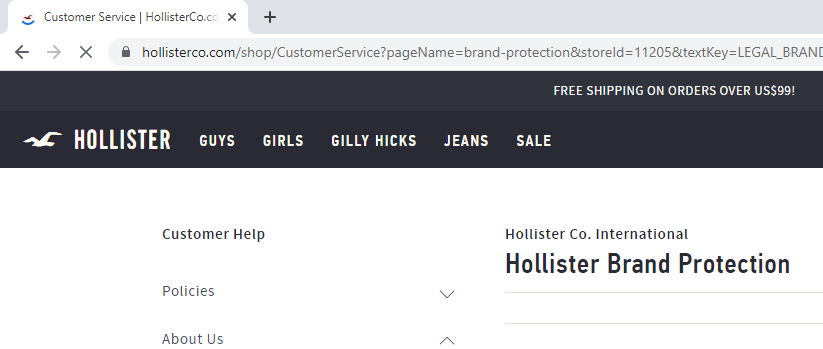 Customer Service | HollisterCo.co
hollisterco.com/shop/CustomerService?pageName=brand-protection&storeId=11205&textKey=LEGAL_BRAND
FREE SHIPPING ON ORDERS OVER US$99!
HOLLISTER GUYS GIRLS GILLY HICKS JEANS SALE
Customer Help
Policies
About Us
Hollister Co. International
Hollister Brand Protection